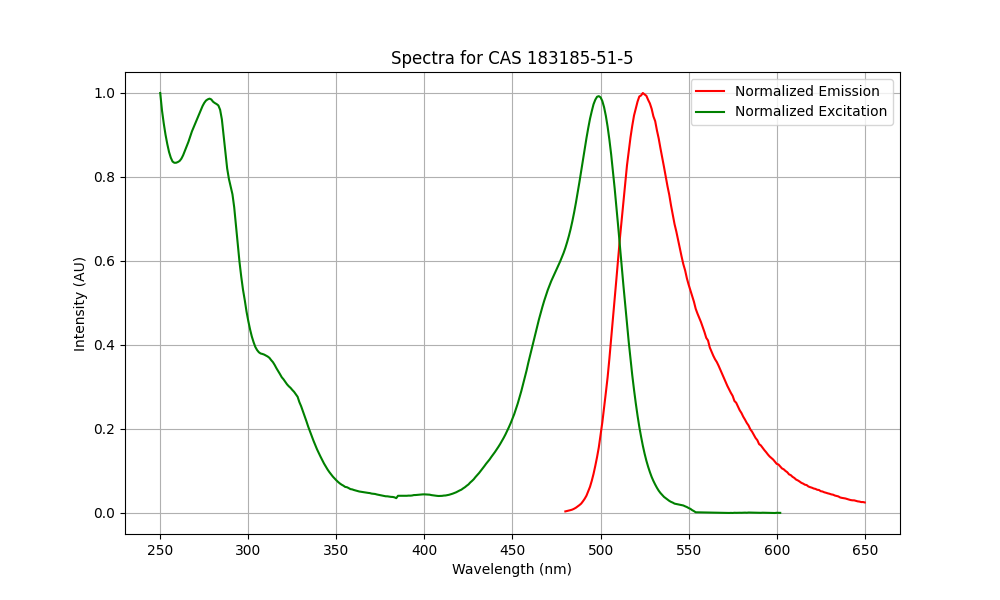 Spectra for CAS 183185-51-5
Normalized Emission
Normalized Excitation
Intensity (AU)
1.0
0.8
0.6
0.4
0.2
0.0
250 300 350 400 450 500 550 600 650
Wavelength (nm)